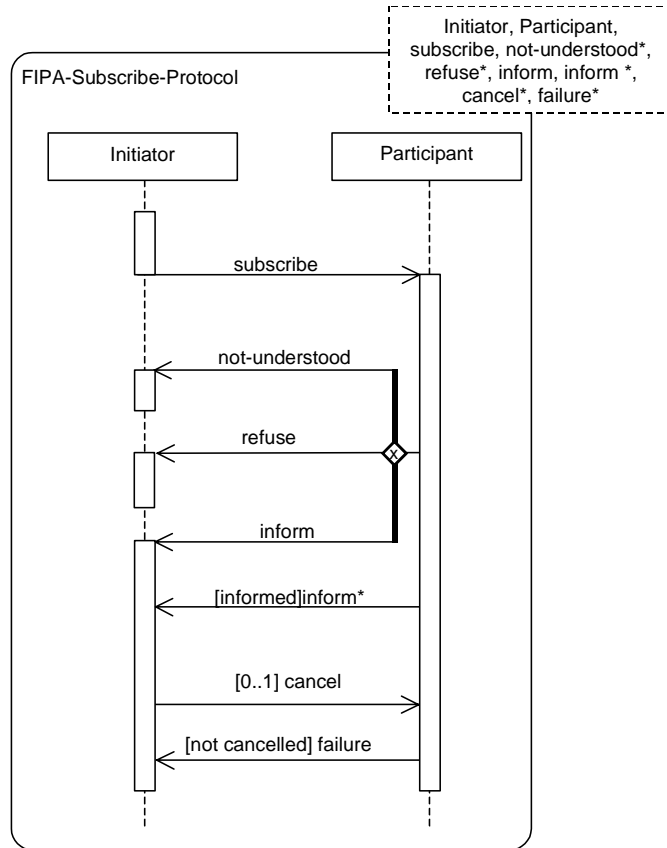 Initiator, Participant,
subscribe, not-understood*,
refuse*, inform, inform *,
cancel*, failure*
FIPA-Subscribe-Protocol
Initiator
Participant
subscribe
not-understood
refuse
x
inform
[informed]inform*
[0..1] cancel
[not cancelled] failure